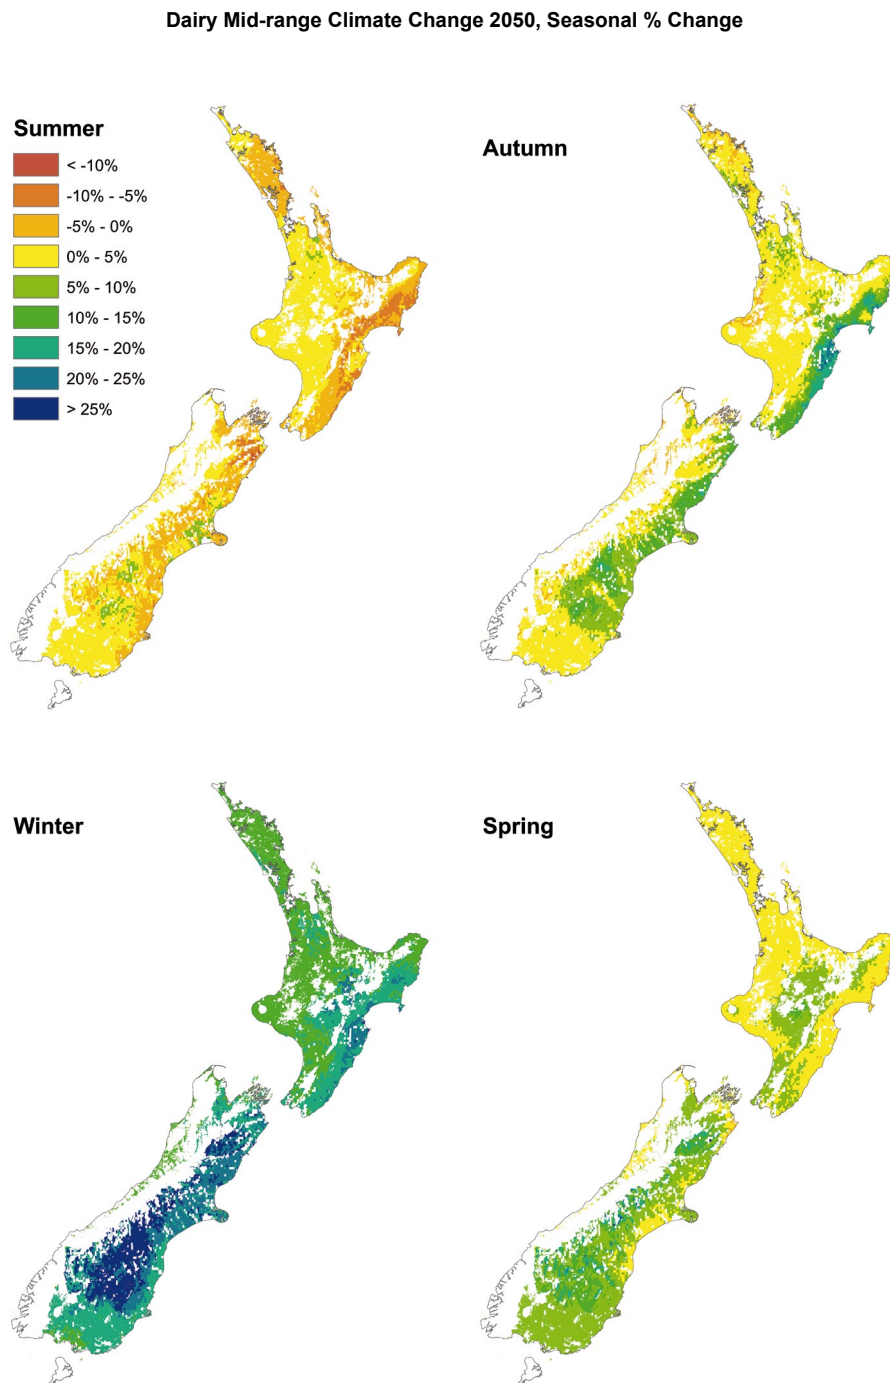 Dairy Mid-range Climate Change 2050, Seasonal % Change
Summer
< -10%
-10% - -5%
-5% - 0%
0% - 5%
5% - 10%
10% - 15%
15% - 20%
20% - 25%
> 25%
Autumn
Winter
Spring